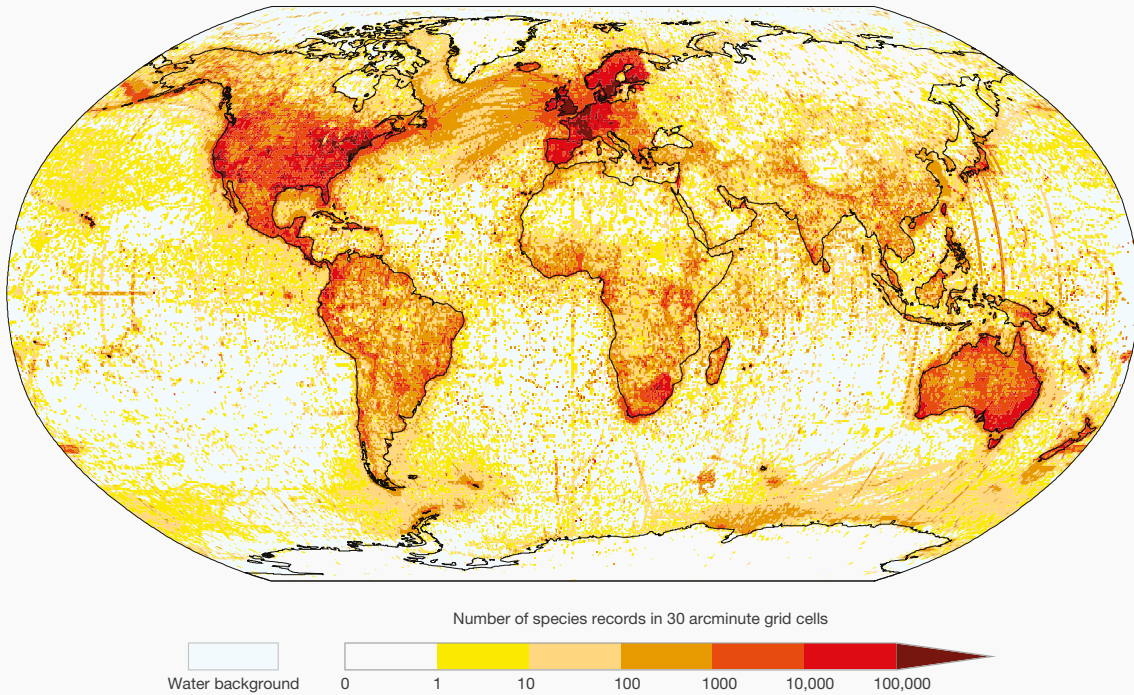 Number of species records in 30 arcminute grid cells
Water background
0 1 10 100 1000 10,000 100,000